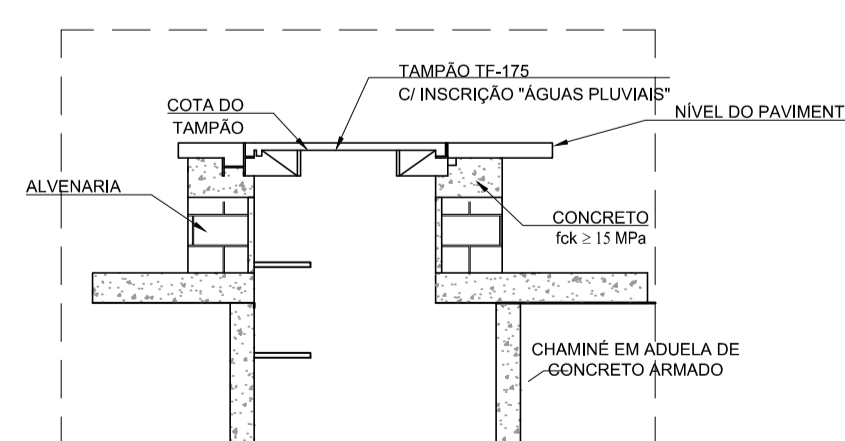 TAMPÃO TF-175
C/ INSCRIÇÃO "ÁGUAS PLUVIAIS"
COTA DO
TAMPÃO
NÍVEL DO PAVIMENT
ALVENARIA
CONCRETO
fck ≥ 15 MPa
CHAMINÉ EM ADUELA DE
CONCRETO ARMADO